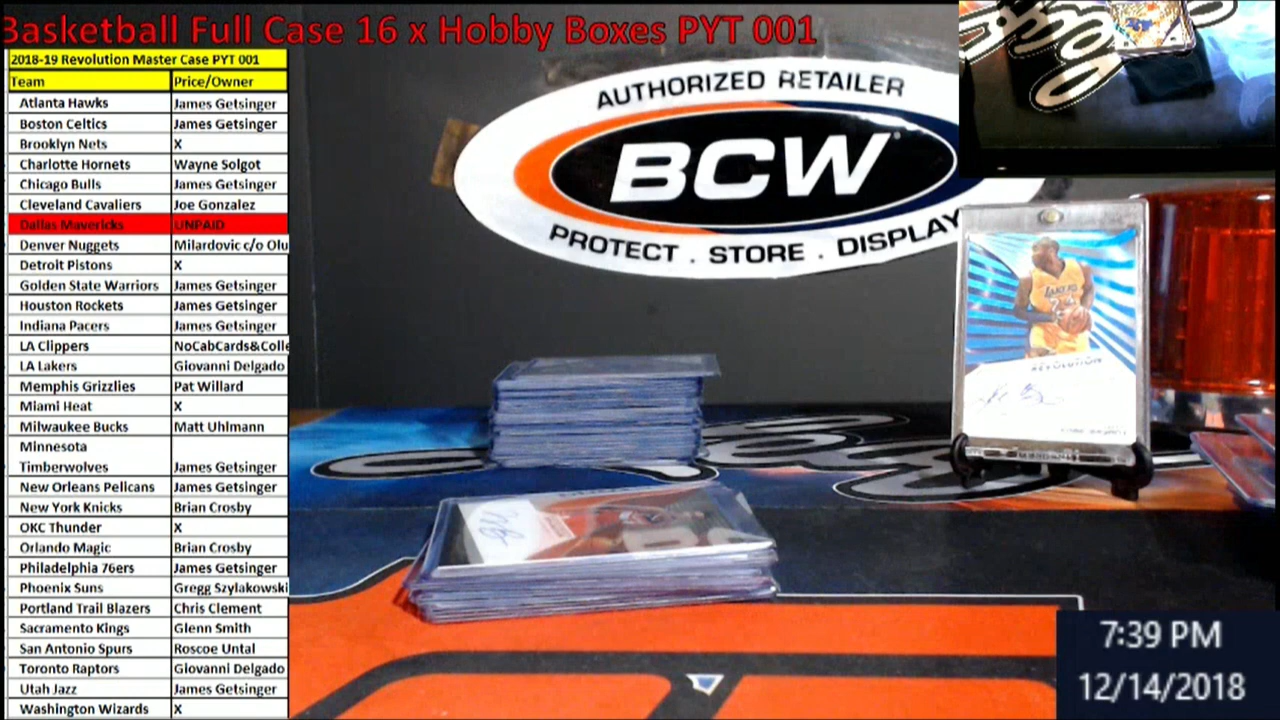 Basketball Full Case 16 x Hobby Boxes PYT 001
2018-19 Revolution Master Case PYT 001
Team Price/Owner
Atlanta Hawks James Getsinger
Boston Celtics James Getsinger
Brooklyn Nets X
Charlotte Hornets Wayne Solgot
Chicago Bulls James Getsinger
Cleveland Cavaliers Joe Gonzalez
Dallas Mavericks UNPAID
Denver Nuggets Milardovic c/o Olu
Detroit Pistons X
Golden State Warriors James Getsinger
Houston Rockets James Getsinger
Indiana Pacers James Getsinger
LA Clippers NoCabCards&Colle
LA Lakers Giovanni Delgado
Memphis Grizzlies Pat Willard
Miami Heat X
Milwaukee Bucks Matt Uhlmann
Minnesota
Timberwolves James Getsinger
New Orleans Pelicans James Getsinger
New York Knicks Brian Crosby
OKC Thunder X
Orlando Magic Brian Crosby
Philadelphia 76ers James Getsinger
Phoenix Suns Gregg Szylakowski
Portland Trail Blazers Chris Clement
Sacramento Kings Glenn Smith
San Antonio Spurs Roscoe Untal
Toronto Raptors Giovanni Delgado
Utah Jazz James Getsinger
Washington Wizards X
AUTHORIZED RETAILER
BCW
PROTECT . STORE . DISPLAY
LAKERS
24
REVOLUTION
7:39 PM
12/14/2018